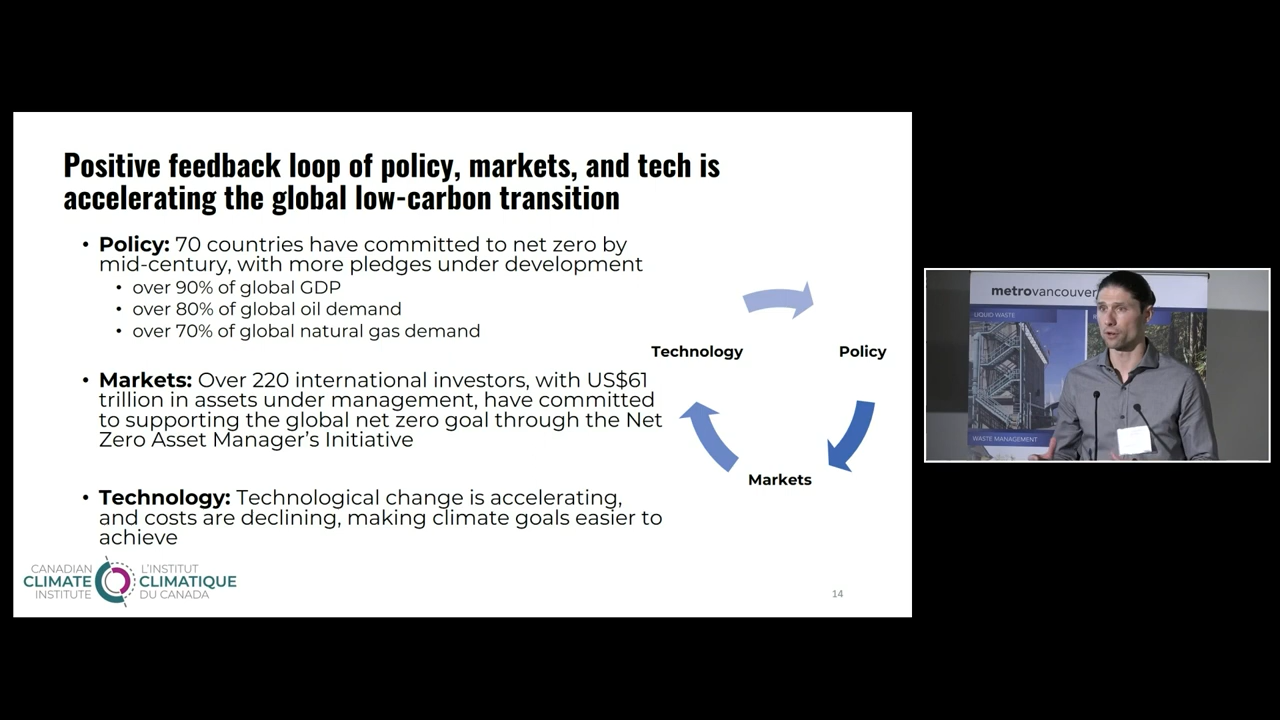 Positive feedback loop of policy, markets, and tech is
accelerating the global low-carbon transition
• Policy: 70 countries have committed to net zero by
mid-century, with more pledges under development
• over 90% of global GDP
• over 80% of global oil demand
• over 70% of global natural gas demand
• Markets: Over 220 international investors, with US$61
trillion in assets under management, have committed
to supporting the global net zero goal through the Net
Zero Asset Manager's Initiative
• Technology: Technological change is accelerating,
and costs are declining, making climate goals easier to
achieve
Technology
Policy
Markets
CANADIAN
CLIMATE
INSTITUTE
L'INSTITUT
CLIMATIQUE
DU CANADA
14
metrovancouver
LIQUID WASTE
WASTE MANAGEMENT